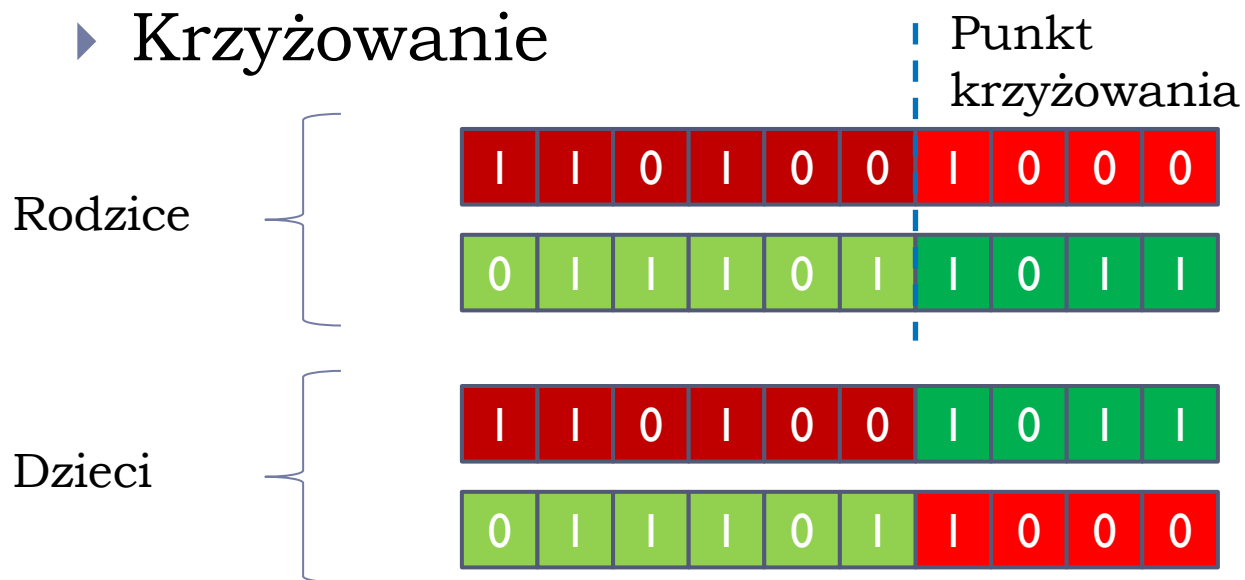 Krzyżowanie
Punkt
krzyżowania
Rodzice
1 1 0 1 0 0 1 0 0 0
0 1 1 1 0 1 1 0 1 1
Dzieci
1 1 0 1 0 0 1 0 1 1
0 1 1 1 0 1 1 0 0 0